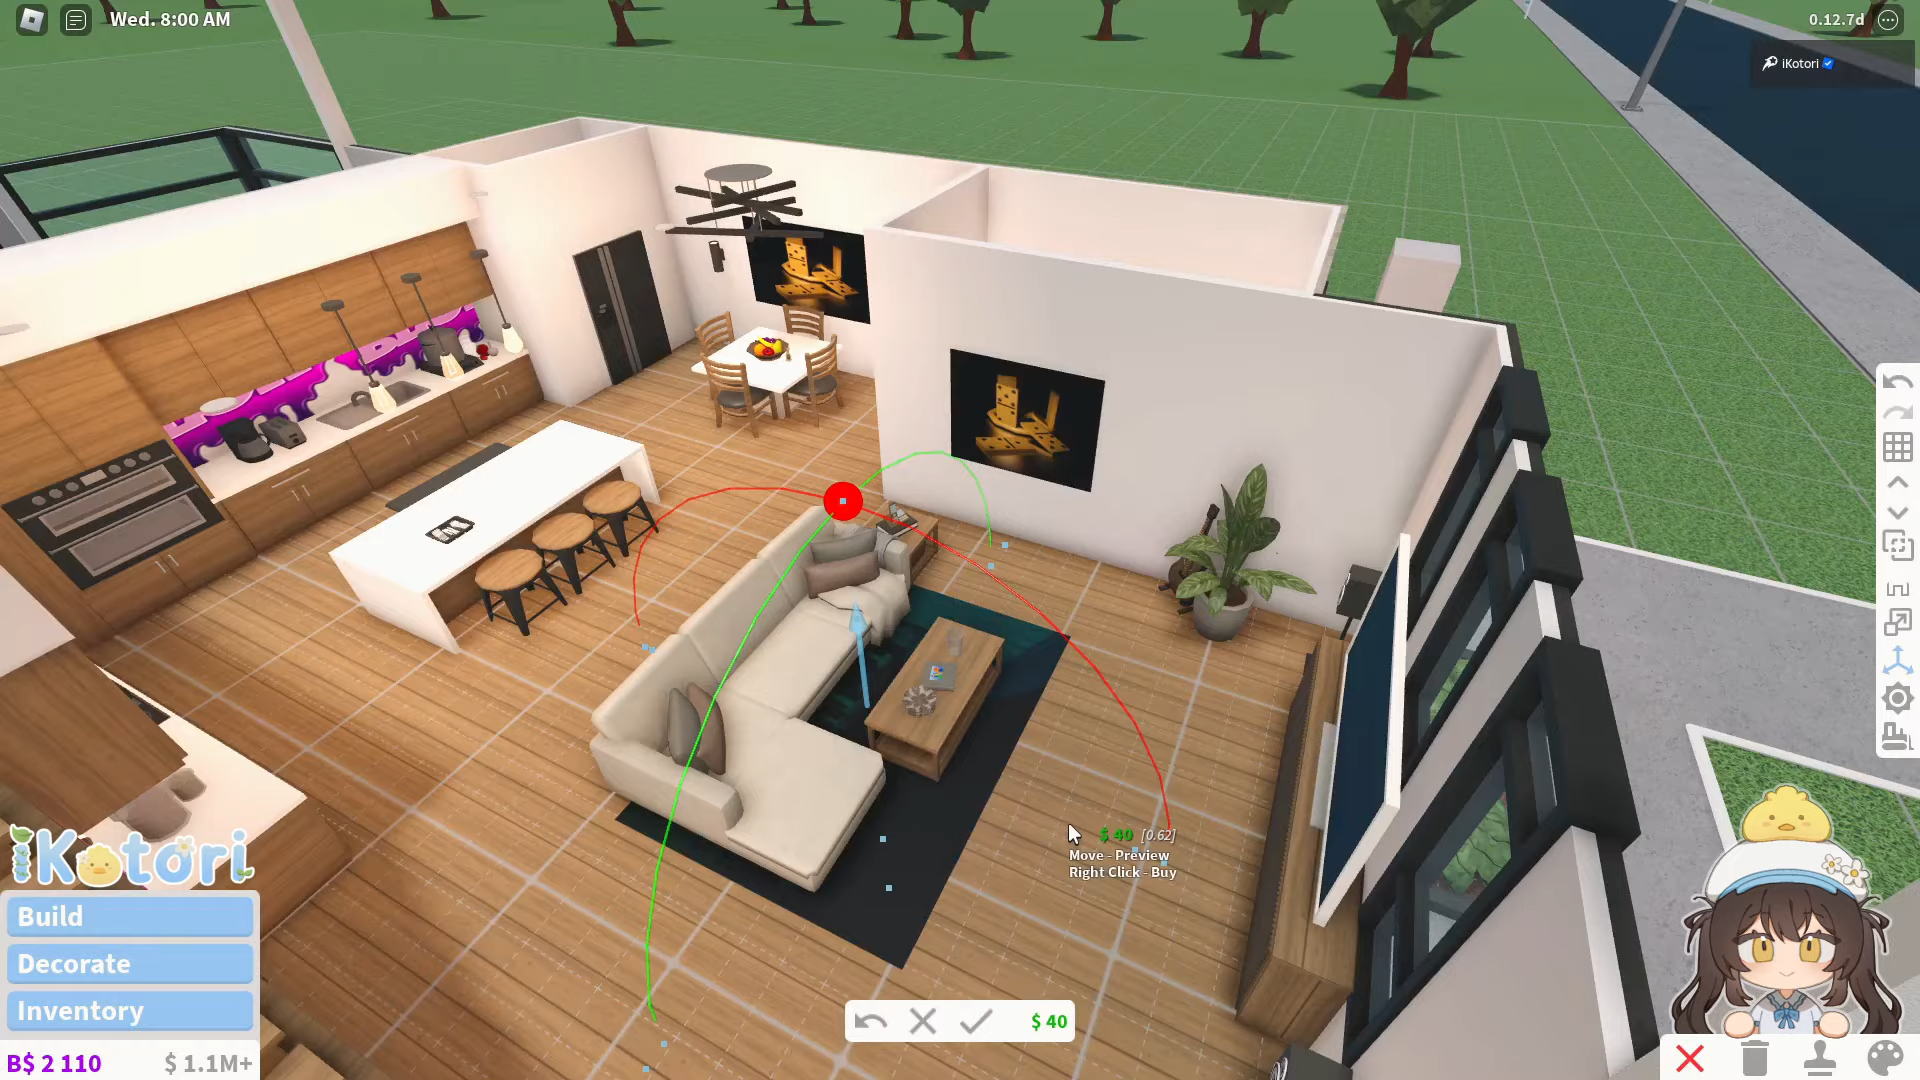 Wed. 8:00 AM
0.12.7d
iKotori
$ 40 [0.62]
Move - Preview
Right Click - Buy
iKotori
Build
Decorate
Inventory
B$ 2 110
$ 1.1M+
$ 40